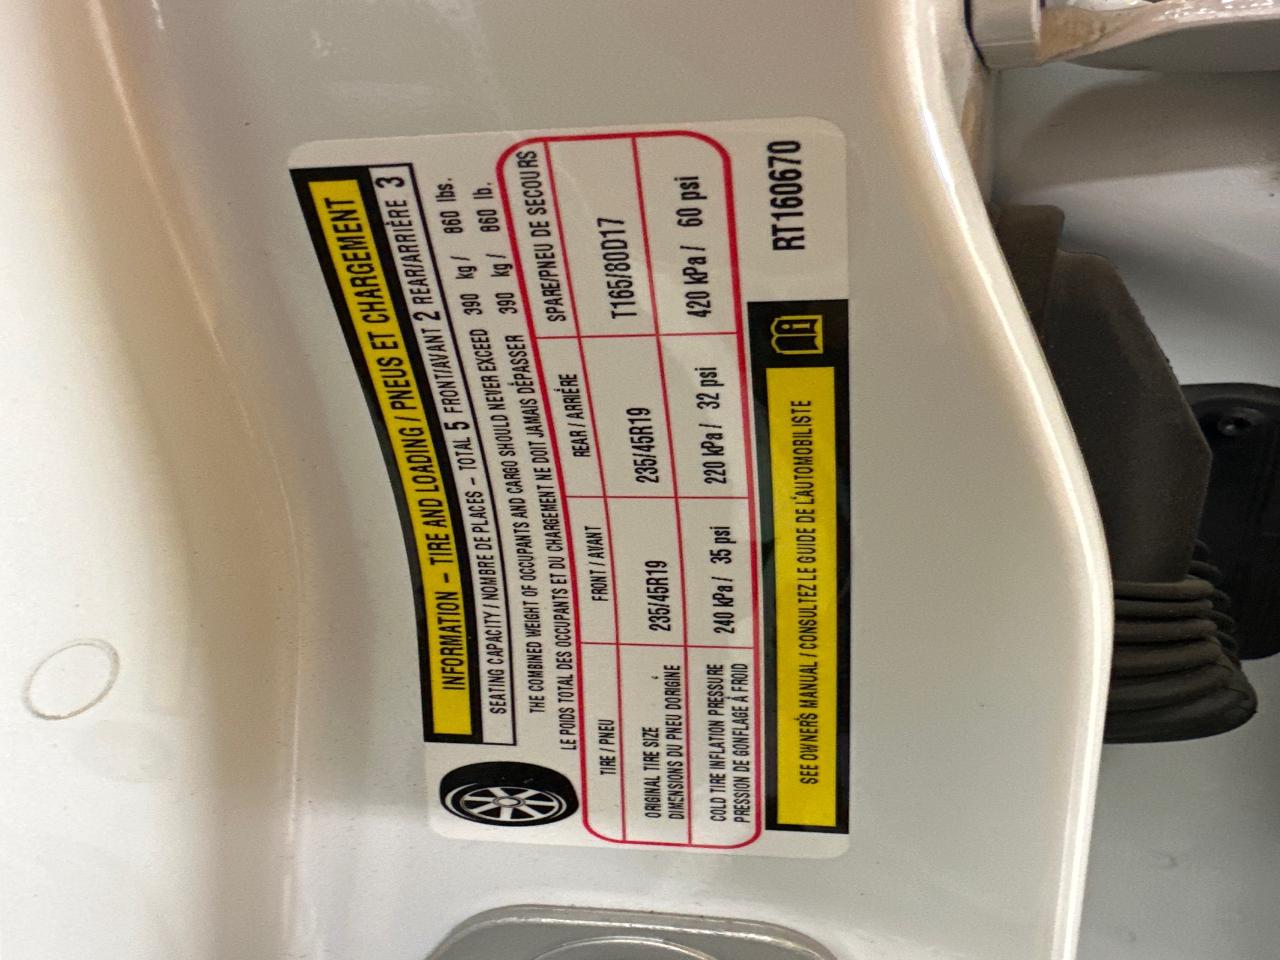 INFORMATION – TIRE AND LOADING / PNEUS ET CHARGEMENT
SEATING CAPACITY / NOMBRE DE PLACES – TOTAL 5 FRONT/AVANT 2 REAR/ARRIÈRE 3
THE COMBINED WEIGHT OF OCCUPANTS AND CARGO SHOULD NEVER EXCEED 390 kg / 860 lbs.
LE POIDS TOTAL DES OCCUPANTS ET DU CHARGEMENT NE DOIT JAMAIS DÉPASSER 390 kg / 860 lb.
TIRE / PNEU FRONT / AVANT REAR / ARRIÈRE SPARE/PNEU DE SECOURS
ORIGINAL TIRE SIZE
DIMENSIONS DU PNEU D'ORIGINE
235/45R19 235/45R19 T165/80D17
COLD TIRE INFLATION PRESSURE
PRESSION DE GONFLAGE À FROID
240 kPa / 35 psi 220 kPa / 32 psi 420 kPa / 60 psi
SEE OWNER'S MANUAL / CONSULTEZ LE GUIDE DE L'AUTOMOBILISTE
RT160670